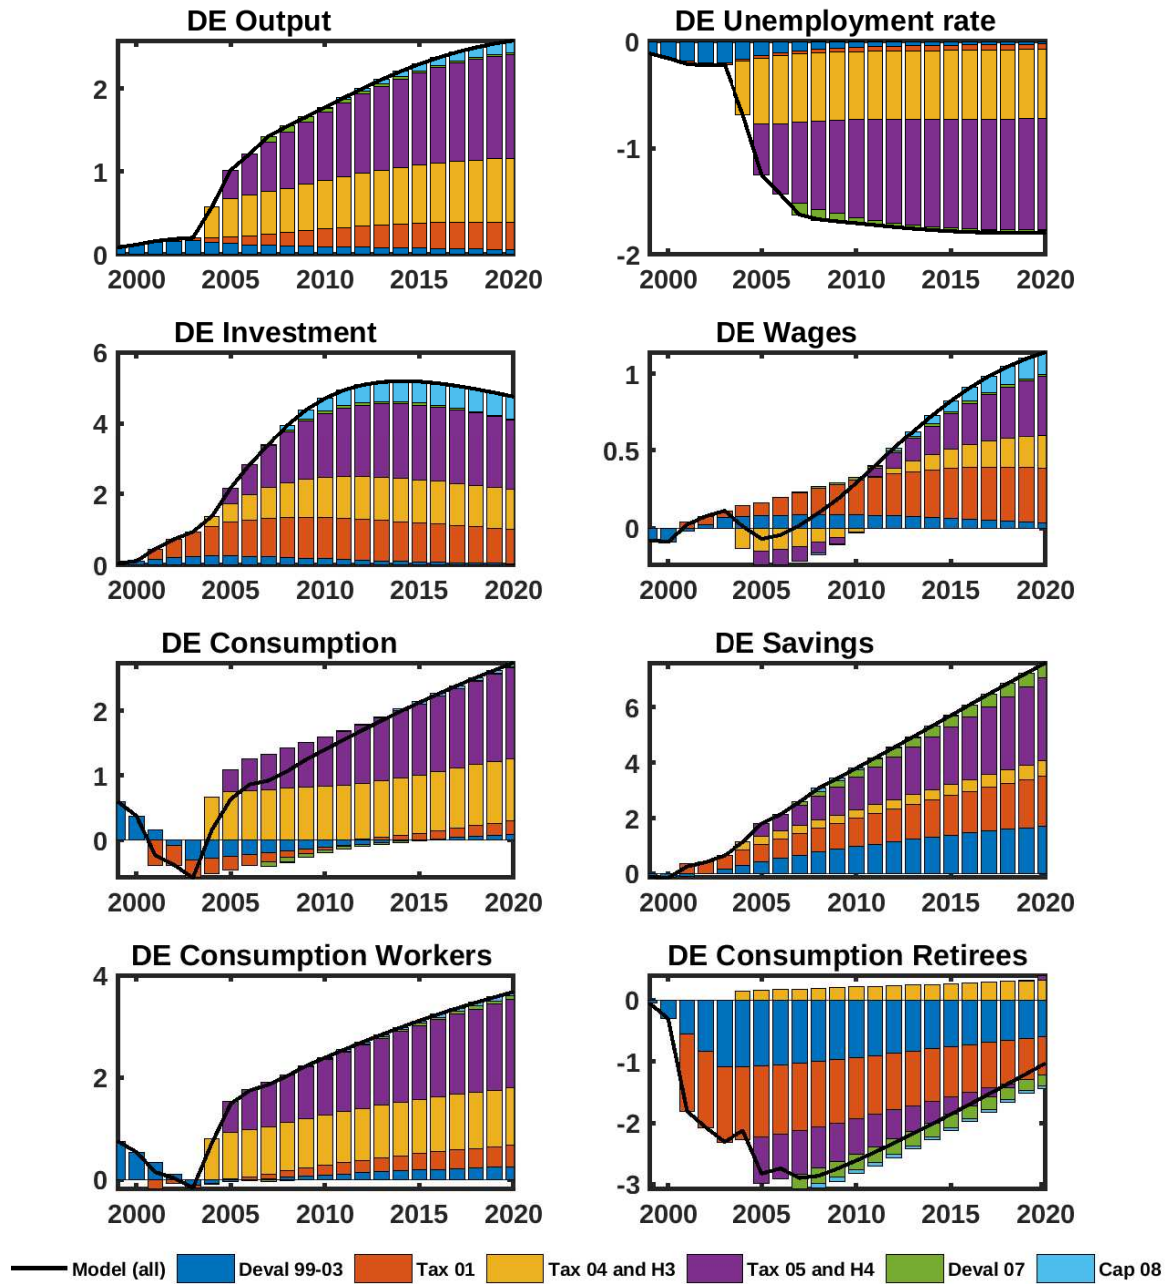 DE Output
2
1
0
2000 2005 2010 2015 2020
DE Unemployment rate
0
-1
-2
2000 2005 2010 2015 2020
DE Investment
6
4
2
0
2000 2005 2010 2015 2020
DE Wages
1
0.5
0
2000 2005 2010 2015 2020
DE Consumption
2
1
0
2000 2005 2010 2015 2020
DE Savings
6
4
2
0
2000 2005 2010 2015 2020
DE Consumption Workers
4
2
0
2000 2005 2010 2015 2020
DE Consumption Retirees
0
-1
-2
-3
2000 2005 2010 2015 2020
Model (all) Deval 99-03 Tax 01 Tax 04 and H3 Tax 05 and H4 Deval 07 Cap 08